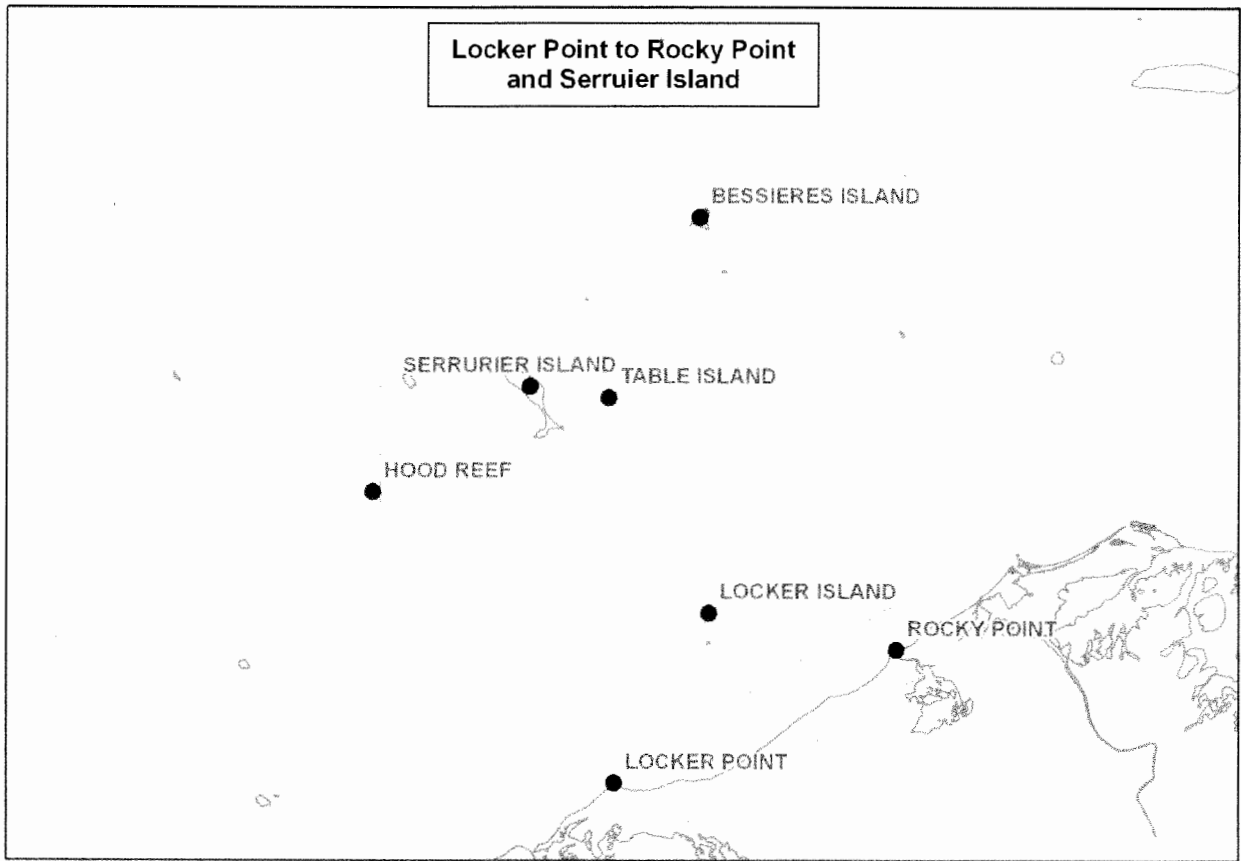 Locker Point to Rocky Point
and Serruier Island
BESSIERES ISLAND
SERRURIER ISLAND
TABLE ISLAND
HOOD REEF
LOCKER ISLAND
ROCKY POINT
LOCKER POINT